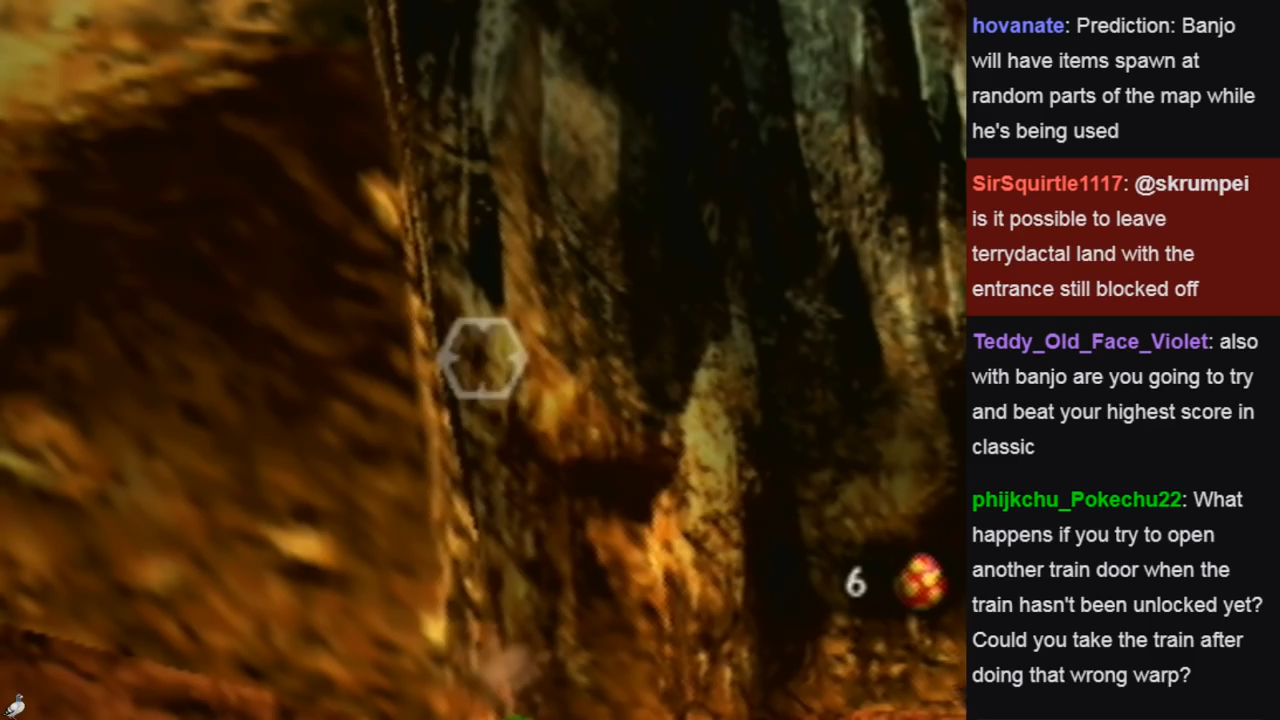 hovanate: Prediction: Banjo
will have items spawn at
random parts of the map while
he's being used
SirSquirtle1117: @skrumpei
is it possible to leave
terrydactal land with the
entrance still blocked off
Teddy_Old_Face_Violet: also
with banjo are you going to try
and beat your highest score in
classic
phijkchu_Pokechu22: What
happens if you try to open
another train door when the
train hasn't been unlocked yet?
Could you take the train after
doing that wrong warp?
6